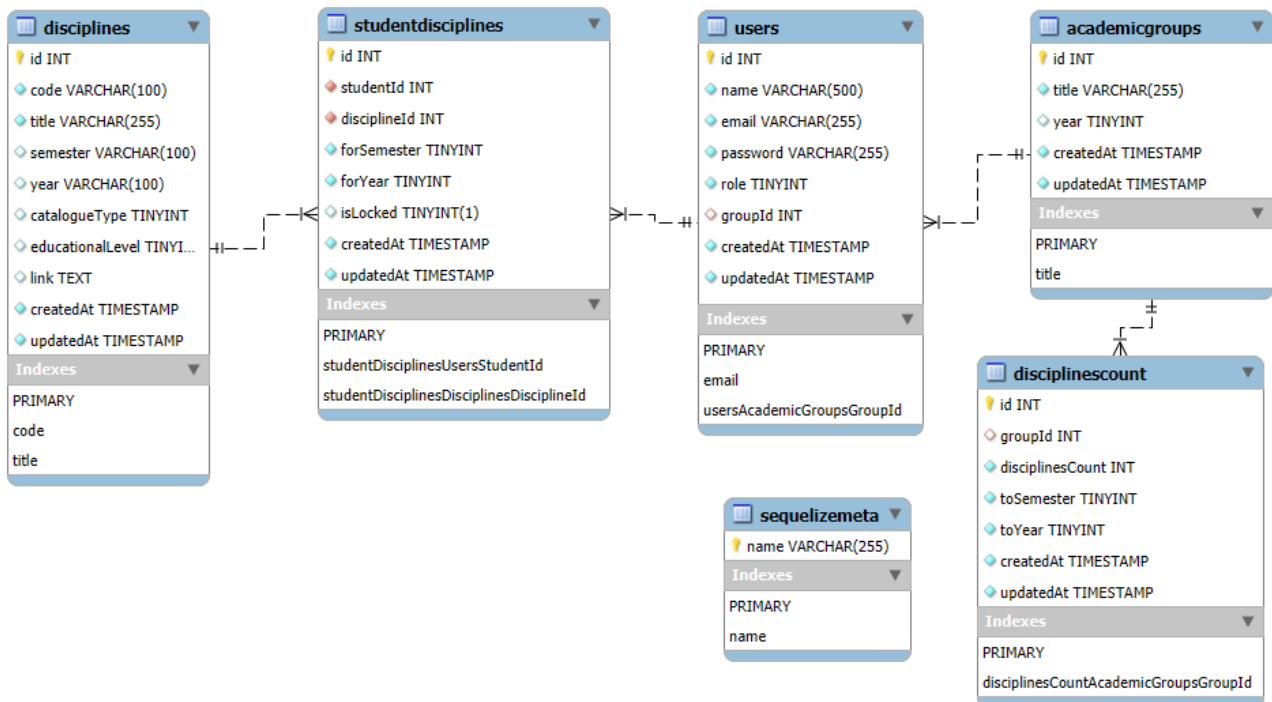 disciplines
id INT
code VARCHAR(100)
title VARCHAR(255)
semester VARCHAR(100)
year VARCHAR(100)
catalogueType TINYINT
educationalLevel TINYI...
link TEXT
createdAt TIMESTAMP
updatedAt TIMESTAMP
Indexes
PRIMARY
code
title
studentdisciplines
id INT
studentId INT
disciplineId INT
forSemester TINYINT
forYear TINYINT
isLocked TINYINT(1)
createdAt TIMESTAMP
updatedAt TIMESTAMP
Indexes
PRIMARY
studentDisciplinesUsersStudentId
studentDisciplinesDisciplinesDisciplineId
users
id INT
name VARCHAR(500)
email VARCHAR(255)
password VARCHAR(255)
role TINYINT
groupId INT
createdAt TIMESTAMP
updatedAt TIMESTAMP
Indexes
PRIMARY
email
usersAcademicGroupsGroupId
academicgroups
id INT
title VARCHAR(255)
year TINYINT
createdAt TIMESTAMP
updatedAt TIMESTAMP
Indexes
PRIMARY
title
disciplinescount
id INT
groupId INT
disciplinesCount INT
toSemester TINYINT
toYear TINYINT
createdAt TIMESTAMP
updatedAt TIMESTAMP
Indexes
PRIMARY
disciplinesCountAcademicGroupsGroupId
sequelizemeta
name VARCHAR(255)
Indexes
PRIMARY
name